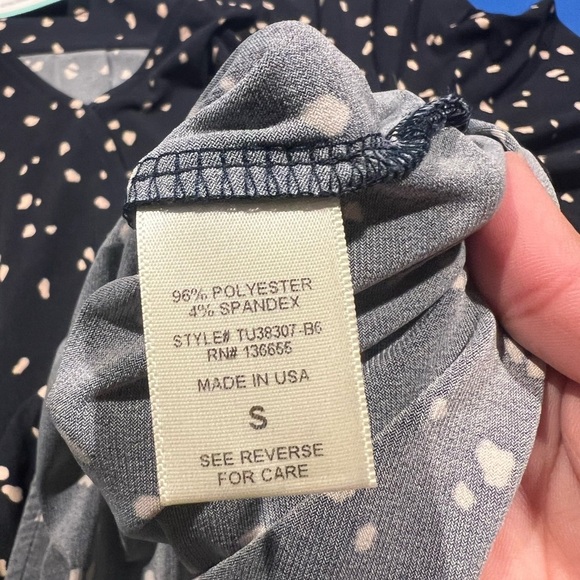 96% POLYESTER
4% SPANDEX
STYLE# TU38307-B6
RN# 136655
MADE IN USA
S
SEE REVERSE
FOR CARE